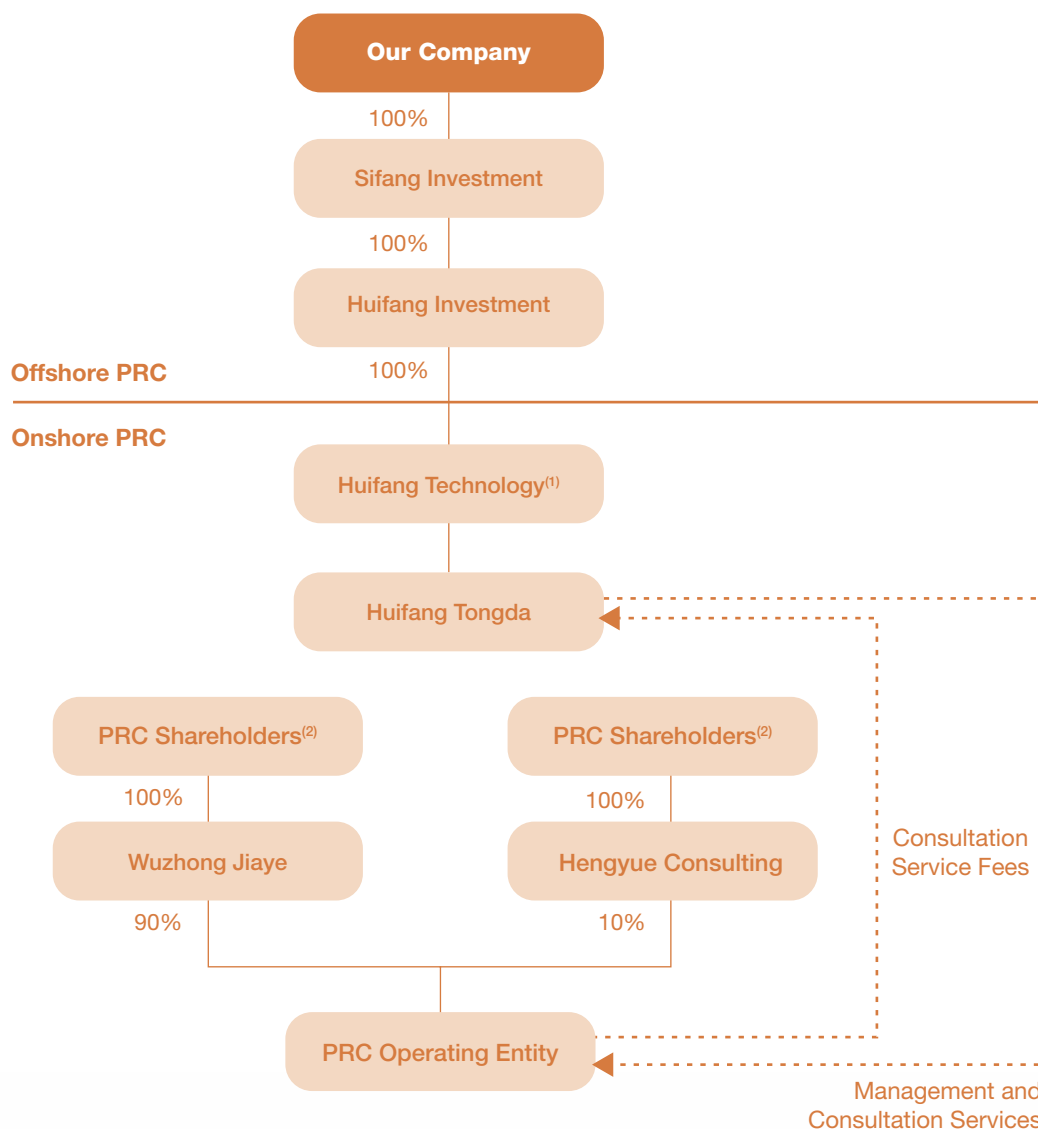 Our Company
100%
Sifang Investment
100%
Huifang Investment
100%
Offshore PRC
Onshore PRC
Huifang Technology(1)
Huifang Tongda
PRC Shareholders(2)
PRC Shareholders(2)
100%
100%
Wuzhong Jiaye
Hengyue Consulting
Consultation
Service Fees
90%
10%
PRC Operating Entity
Management and
Consultation Services